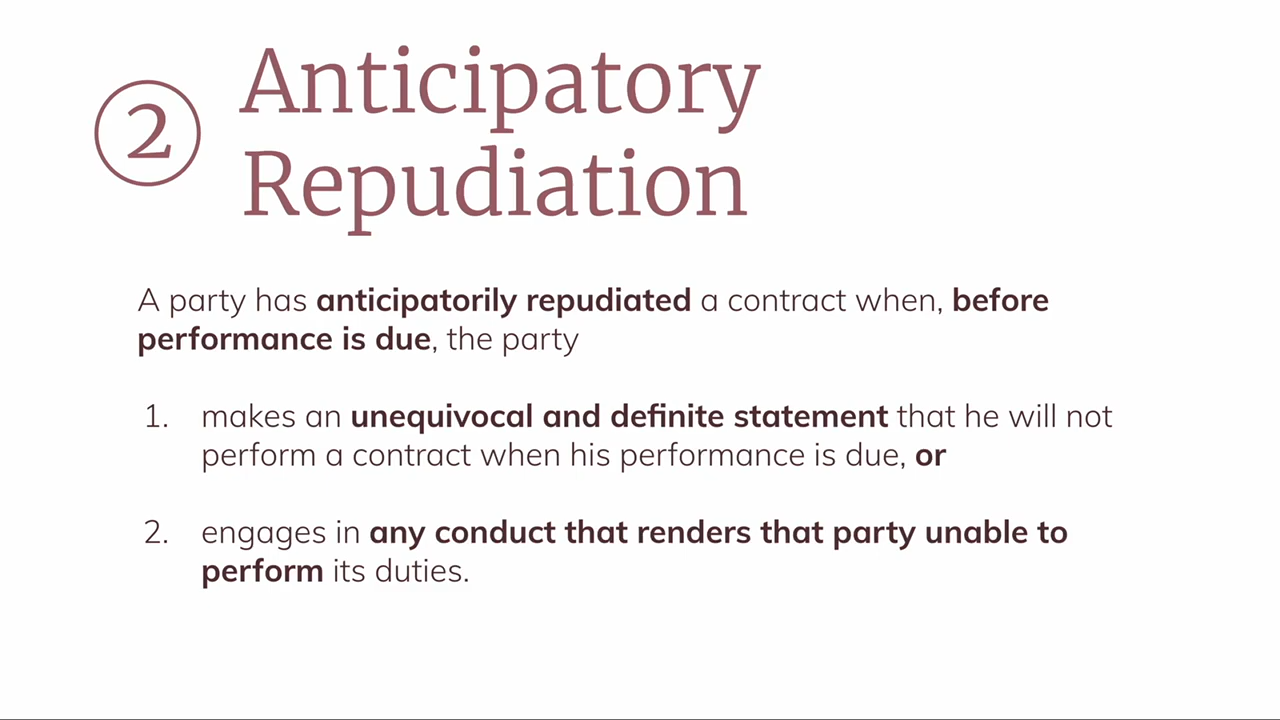 2
Anticipatory
Repudiation
A party has anticipatorily repudiated a contract when, before
performance is due, the party
1. makes an unequivocal and definite statement that he will not
perform a contract when his performance is due, or
2. engages in any conduct that renders that party unable to
perform its duties.